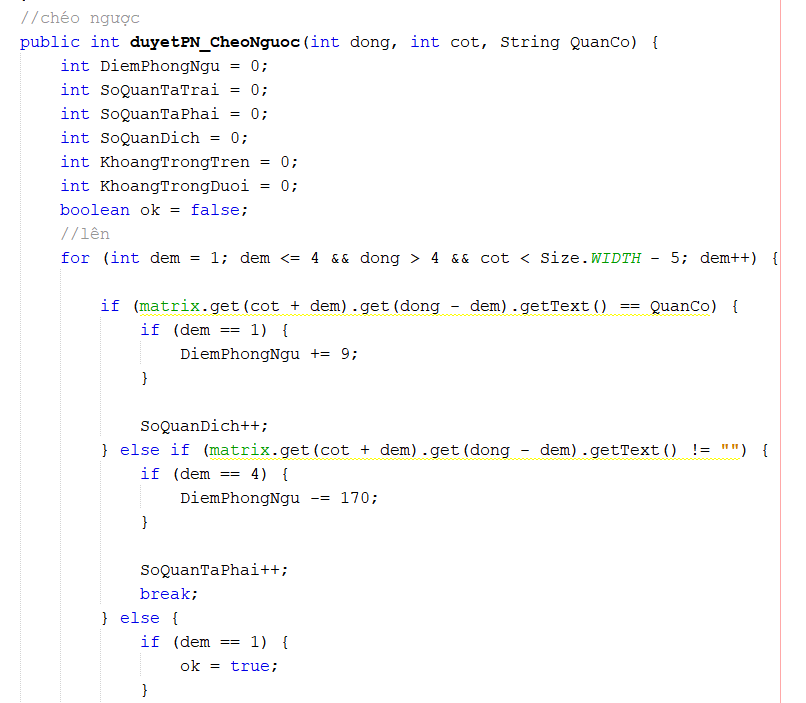 //chéo ngược
public int duyetPN_CheoNguoc(int dong, int cot, String QuanCo) {
int DiemPhongNgu = 0;
int SoQuanTaTrai = 0;
int SoQuanTaPhai = 0;
int SoQuanDich = 0;
int KhoangTrongTren = 0;
int KhoangTrongDuoi = 0;
boolean ok = false;
//lên
for (int dem = 1; dem <= 4 && dong > 4 && cot < Size.WIDTH - 5; dem++) {
if (matrix.get(cot + dem).get(dong - dem).getText() == QuanCo) {
if (dem == 1) {
DiemPhongNgu += 9;
}
SoQuanDich++;
} else if (matrix.get(cot + dem).get(dong - dem).getText() != "") {
if (dem == 4) {
DiemPhongNgu -= 170;
}
SoQuanTaPhai++;
break;
} else {
if (dem == 1) {
ok = true;
}